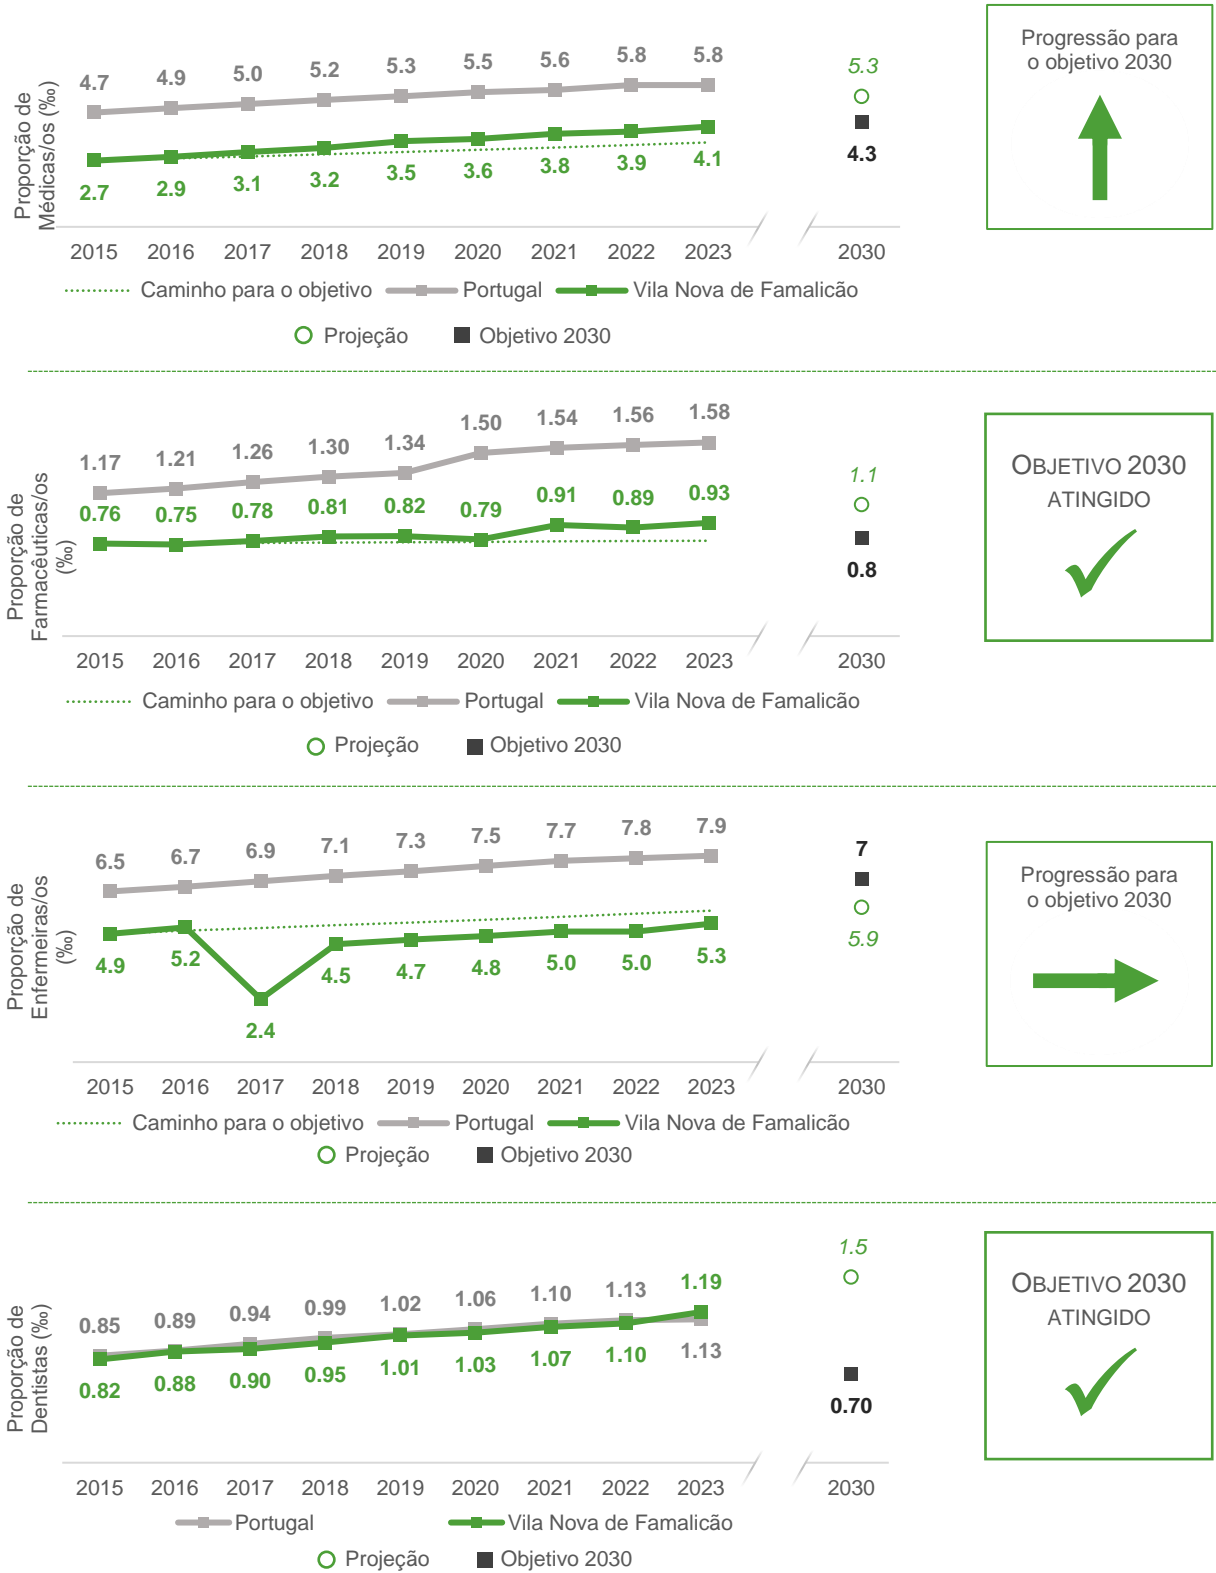 Proporção de
Médicas/os (‰)
4.7 4.9 5.0 5.2 5.3 5.5 5.6 5.8 5.8
5.3
4.3
2.7 2.9 3.1 3.2 3.5 3.6 3.8 3.9 4.1
2015 2016 2017 2018 2019 2020 2021 2022 2023 2030
Caminho para o objetivo Portugal Vila Nova de Famalicão
Projeção Objetivo 2030
Progressão para
o objetivo 2030
Proporção de
Farmacêuticas/os
(‰)
1.17 1.21 1.26 1.30 1.34 1.50 1.54 1.56 1.58
0.76 0.75 0.78 0.81 0.82 0.79 0.91 0.89 0.93
1.1
0.8
2015 2016 2017 2018 2019 2020 2021 2022 2023 2030
Caminho para o objetivo Portugal Vila Nova de Famalicão
Projeção Objetivo 2030
OBJETIVO 2030
ATINGIDO
Proporção de
Enfermeiras/os
(‰)
6.5 6.7 6.9 7.1 7.3 7.5 7.7 7.8 7.9
7
5.9
4.9 5.2 2.4 4.5 4.7 4.8 5.0 5.0 5.3
2015 2016 2017 2018 2019 2020 2021 2022 2023 2030
Caminho para o objetivo Portugal Vila Nova de Famalicão
Projeção Objetivo 2030
Progressão para
o objetivo 2030
Proporção de
Dentistas (‰)
0.85 0.89 0.94 0.99 1.02 1.06 1.10 1.13 1.19
1.5
0.82 0.88 0.90 0.95 1.01 1.03 1.07 1.10 1.13
0.70
2015 2016 2017 2018 2019 2020 2021 2022 2023 2030
Portugal Vila Nova de Famalicão
Projeção Objetivo 2030
OBJETIVO 2030
ATINGIDO